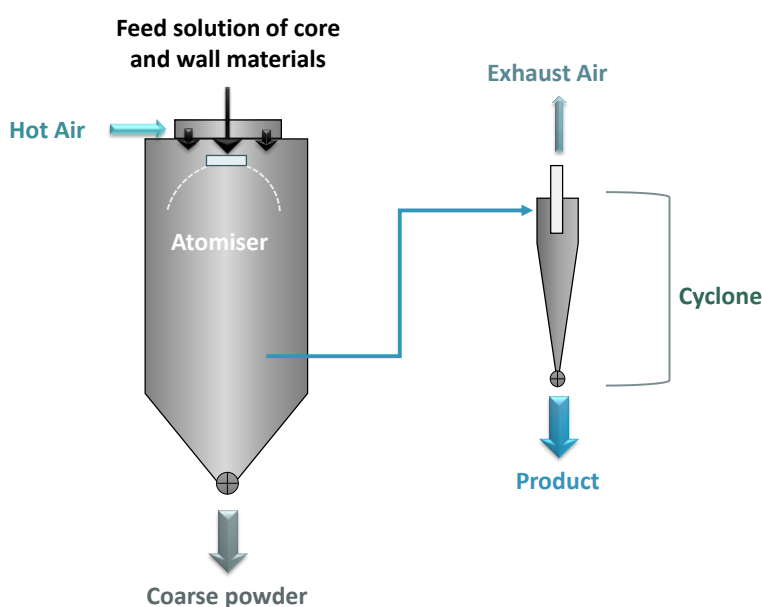 Feed solution of core
and wall materials
Exhaust Air
Hot Air
Atomiser
Cyclone
Product
Coarse powder